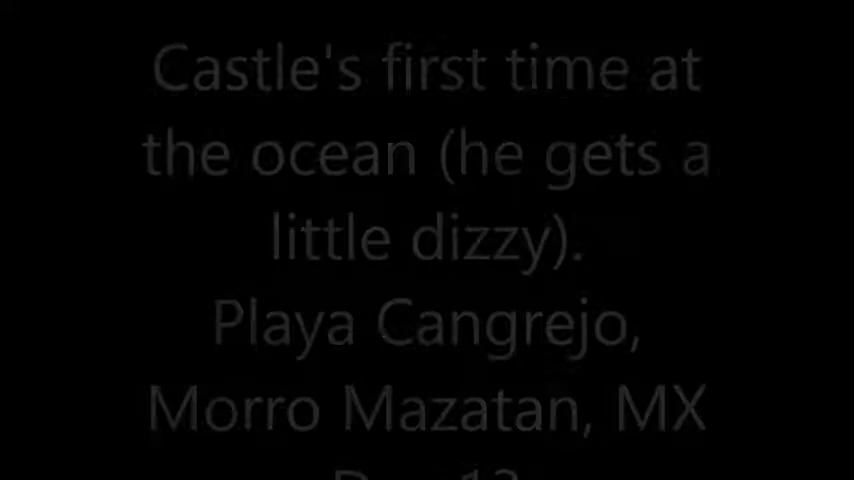 Castle's first time at
the ocean (he gets a
little dizzy).
Playa Cangrejo,
Morro Mazatan, MX